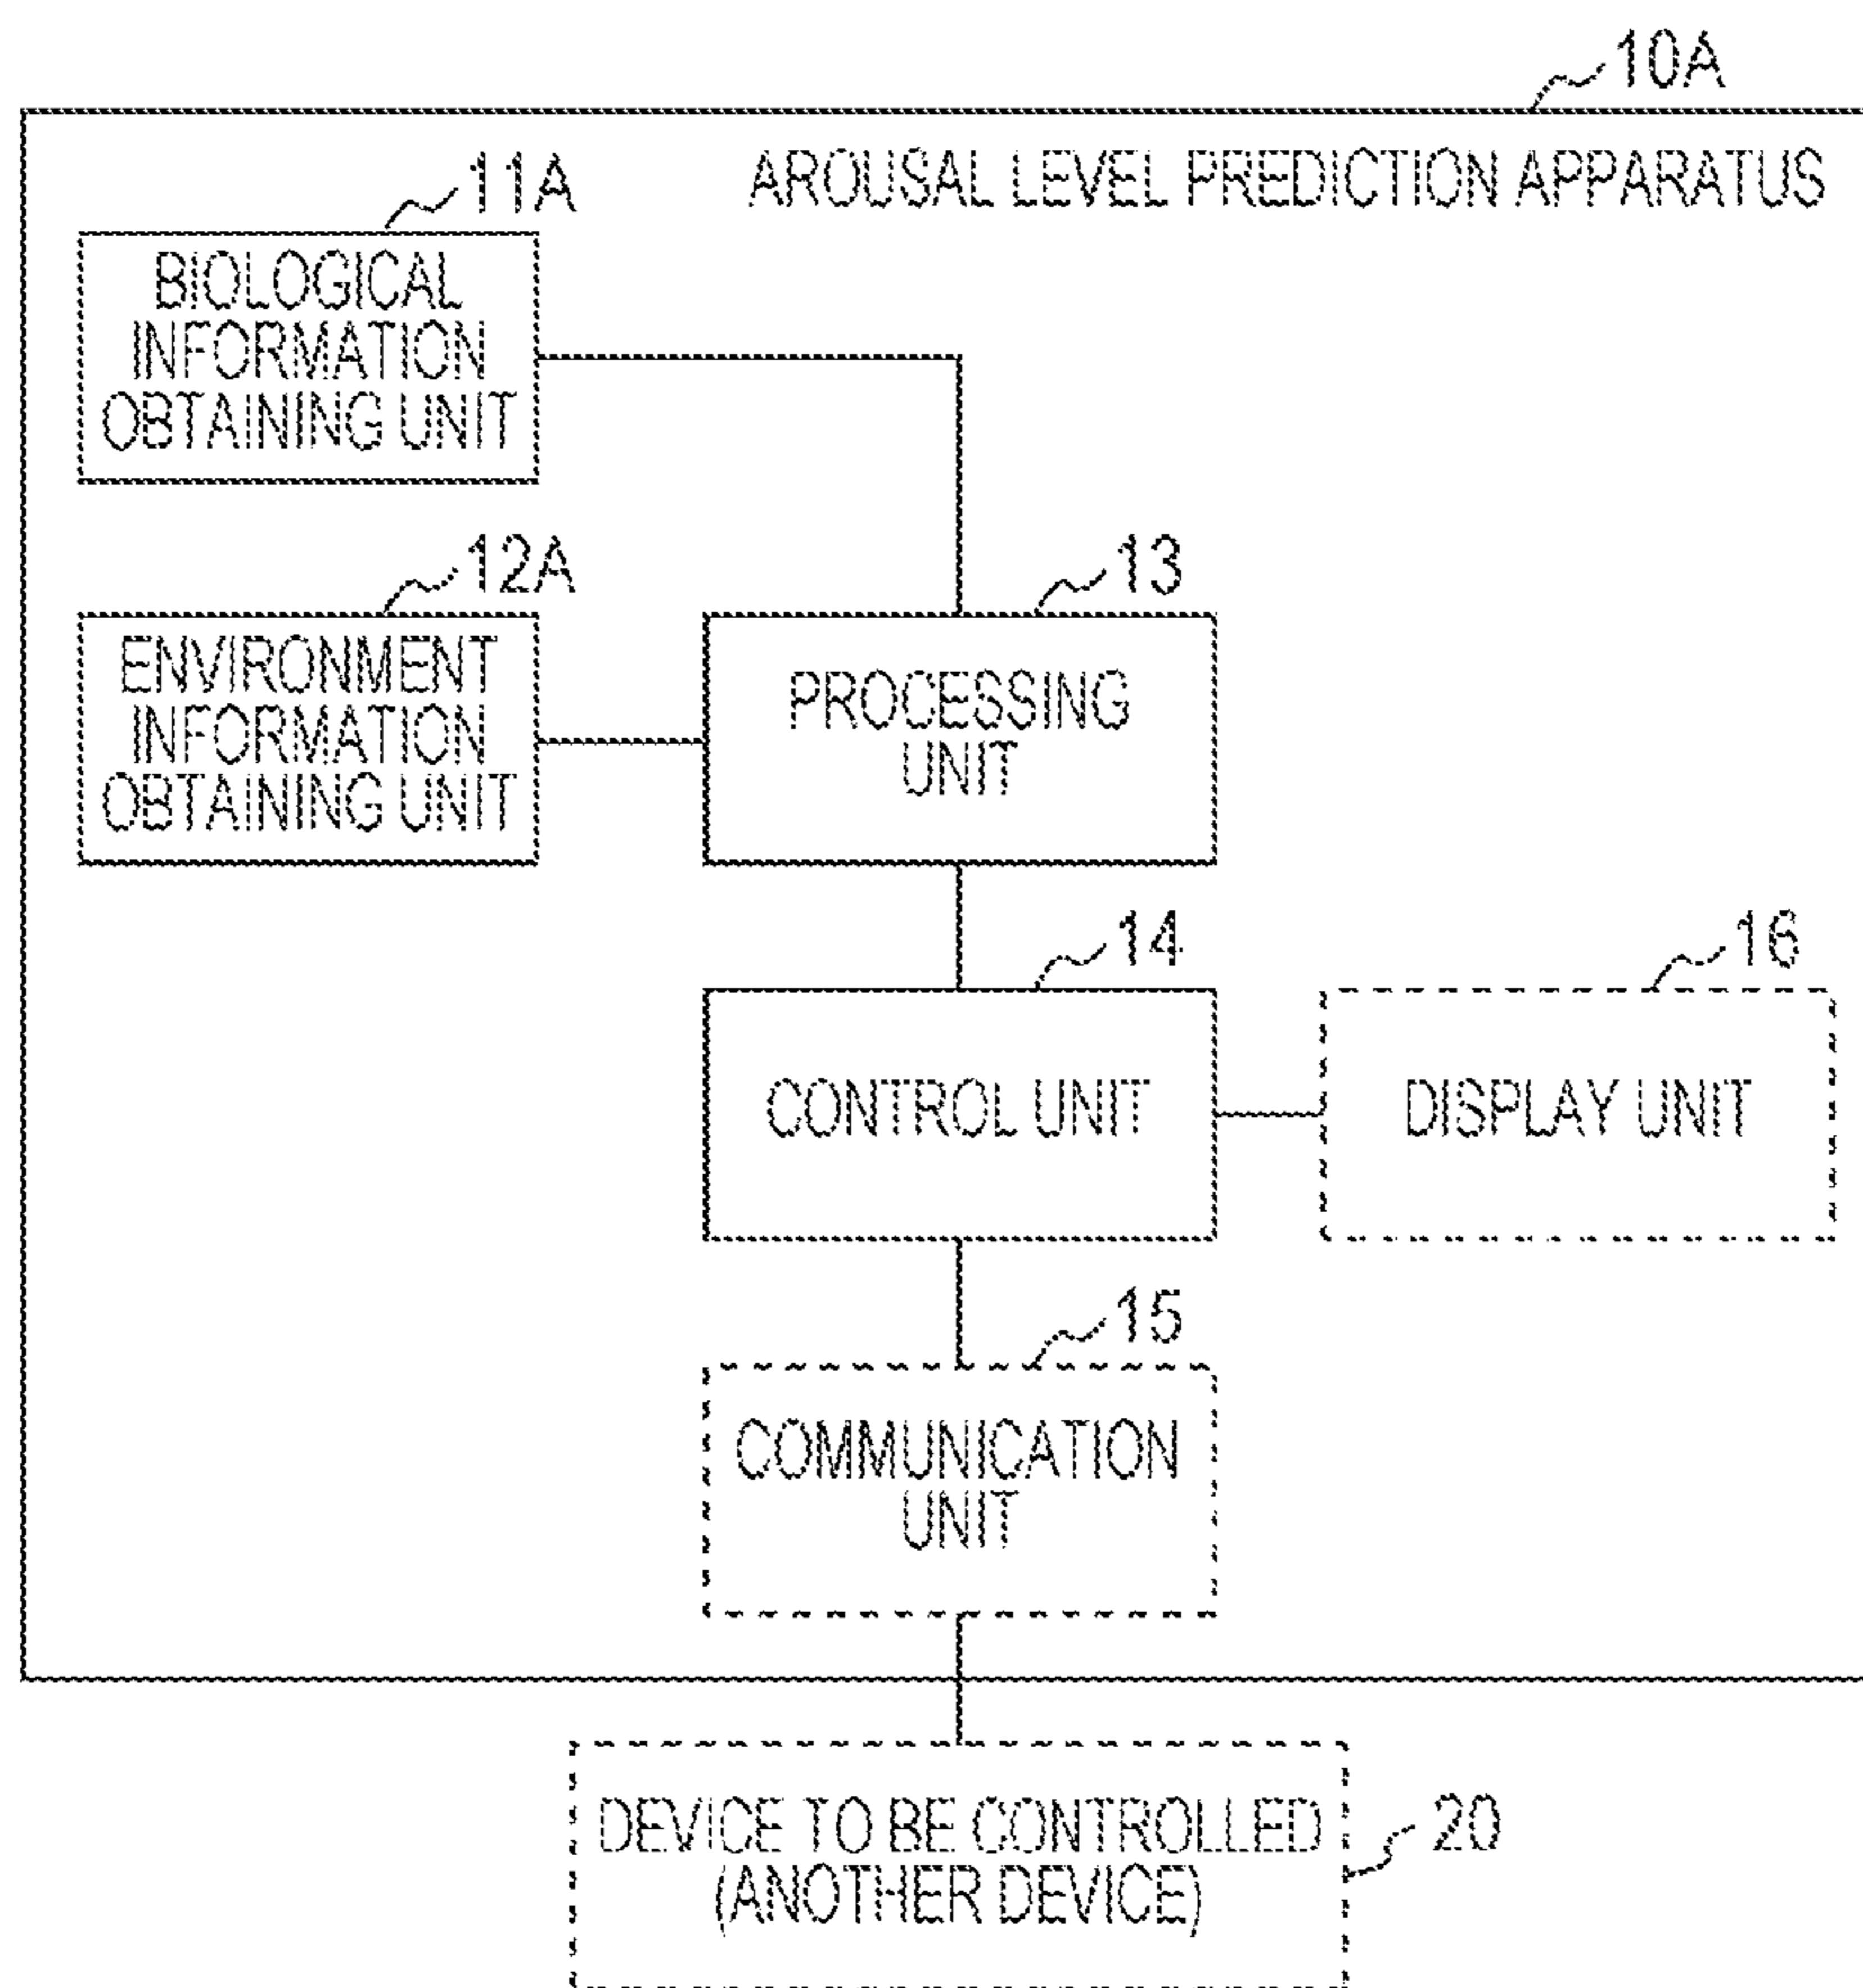 10A
AROUSAL LEVEL PREDICTION APPARATUS
11A
BIOLOGICAL
INFORMATION
OBTAINING UNIT
12A
ENVIRONMENT
INFORMATION
OBTAINING UNIT
13
PROCESSING
UNIT
14
CONTROL UNIT
16
DISPLAY UNIT
15
COMMUNICATION
UNIT
DEVICE TO BE CONTROLLED
(ANOTHER DEVICE)
20